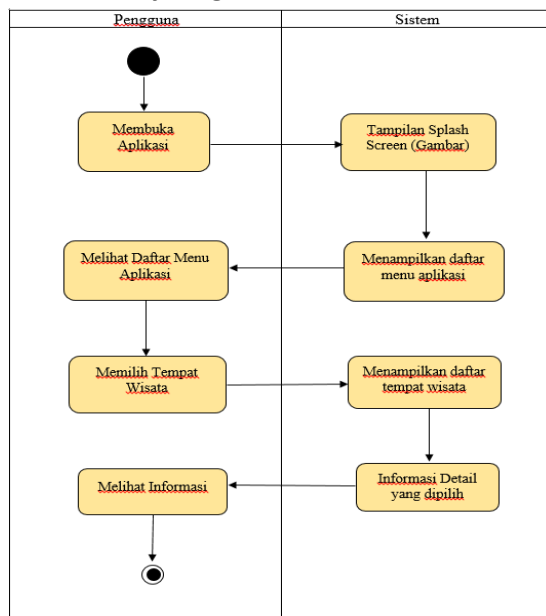 Pengguna
Sistem
Membuka
Aplikasi
Tampilan Splash
Screen (Gambar)
Melihat Daftar Menu
Aplikasi
Menampilkan daftar
menu aplikasi
Memilih Tempat
Wisata
Menampilkan daftar
tempat wisata
Melihat Informasi
Informasi Detail
yang dipilih